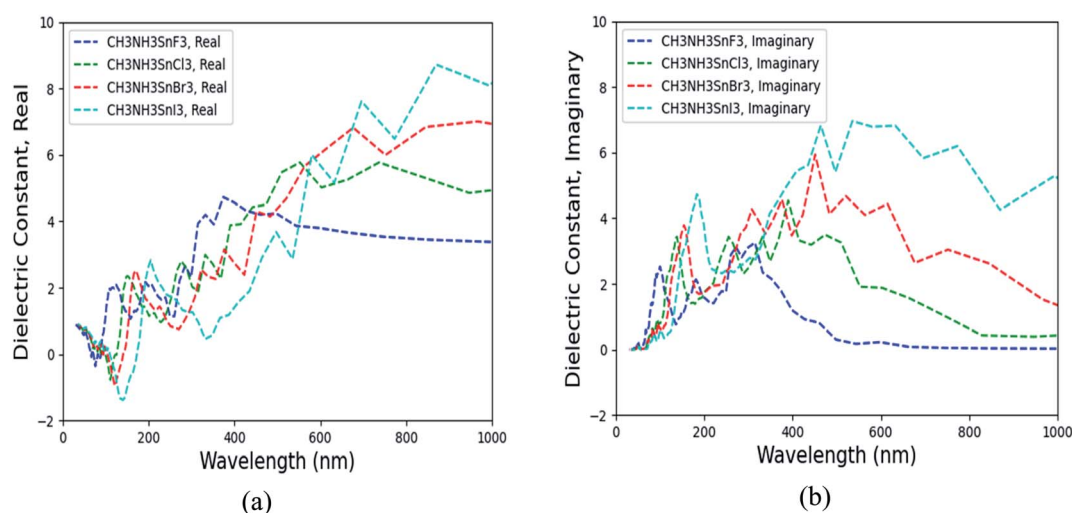 10
8
6
4
2
0
−2
Dielectric Constant, Real
CH3NH3SnF3, Real
CH3NH3SnCl3, Real
CH3NH3SnBr3, Real
CH3NH3SnI3, Real
0 200 400 600 800 1000
Wavelength (nm)
(a)
10
8
6
4
2
0
−2
Dielectric Constant, Imaginary
CH3NH3SnF3, Imaginary
CH3NH3SnCl3, Imaginary
CH3NH3SnBr3, Imaginary
CH3NH3SnI3, Imaginary
0 200 400 600 800 1000
Wavelength (nm)
(b)